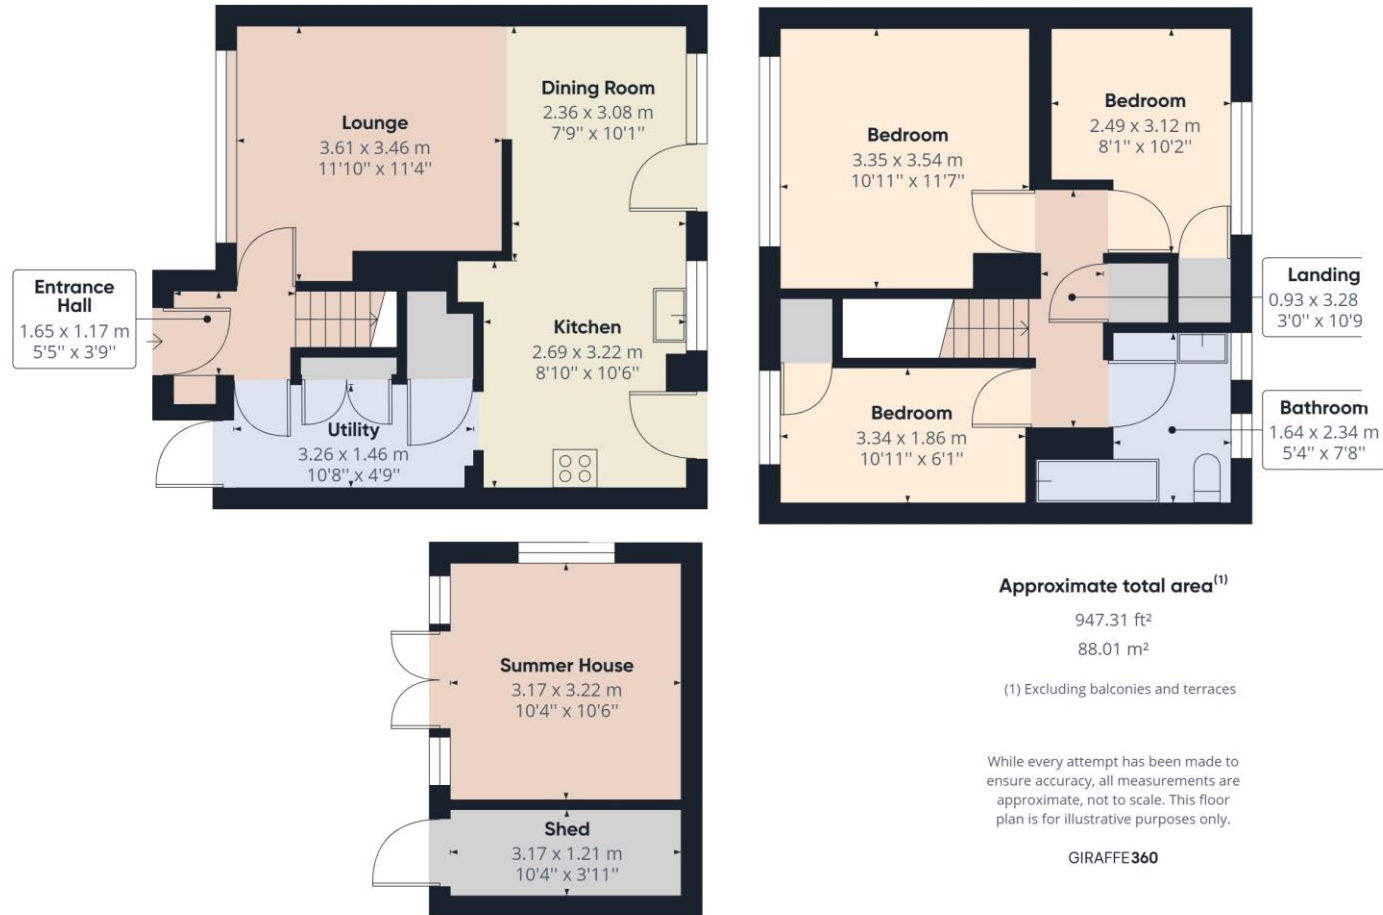 Lounge
3.61 x 3.46 m
11'10" x 11'4"
Dining Room
2.36 x 3.08 m
7'9" x 10'1"
Entrance
Hall
1.65 x 1.17 m
5'5" x 3'9"
Kitchen
2.69 x 3.22 m
8'10" x 10'6"
Utility
3.26 x 1.46 m
10'8" x 4'9"
Bedroom
3.35 x 3.54 m
10'11" x 11'7"
Bedroom
2.49 x 3.12 m
8'1" x 10'2"
Landing
0.93 x 3.28
3'0" x 10'9
Bedroom
3.34 x 1.86 m
10'11" x 6'1"
Bathroom
1.64 x 2.34 m
5'4" x 7'8"
Summer House
3.17 x 3.22 m
10'4" x 10'6"
Shed
3.17 x 1.21 m
10'4" x 3'11"
Approximate total area(1)
947.31 ft²
88.01 m²
(1) Excluding balconies and terraces
While every attempt has been made to
ensure accuracy, all measurements are
approximate, not to scale. This floor
plan is for illustrative purposes only.
GIRAFFE360